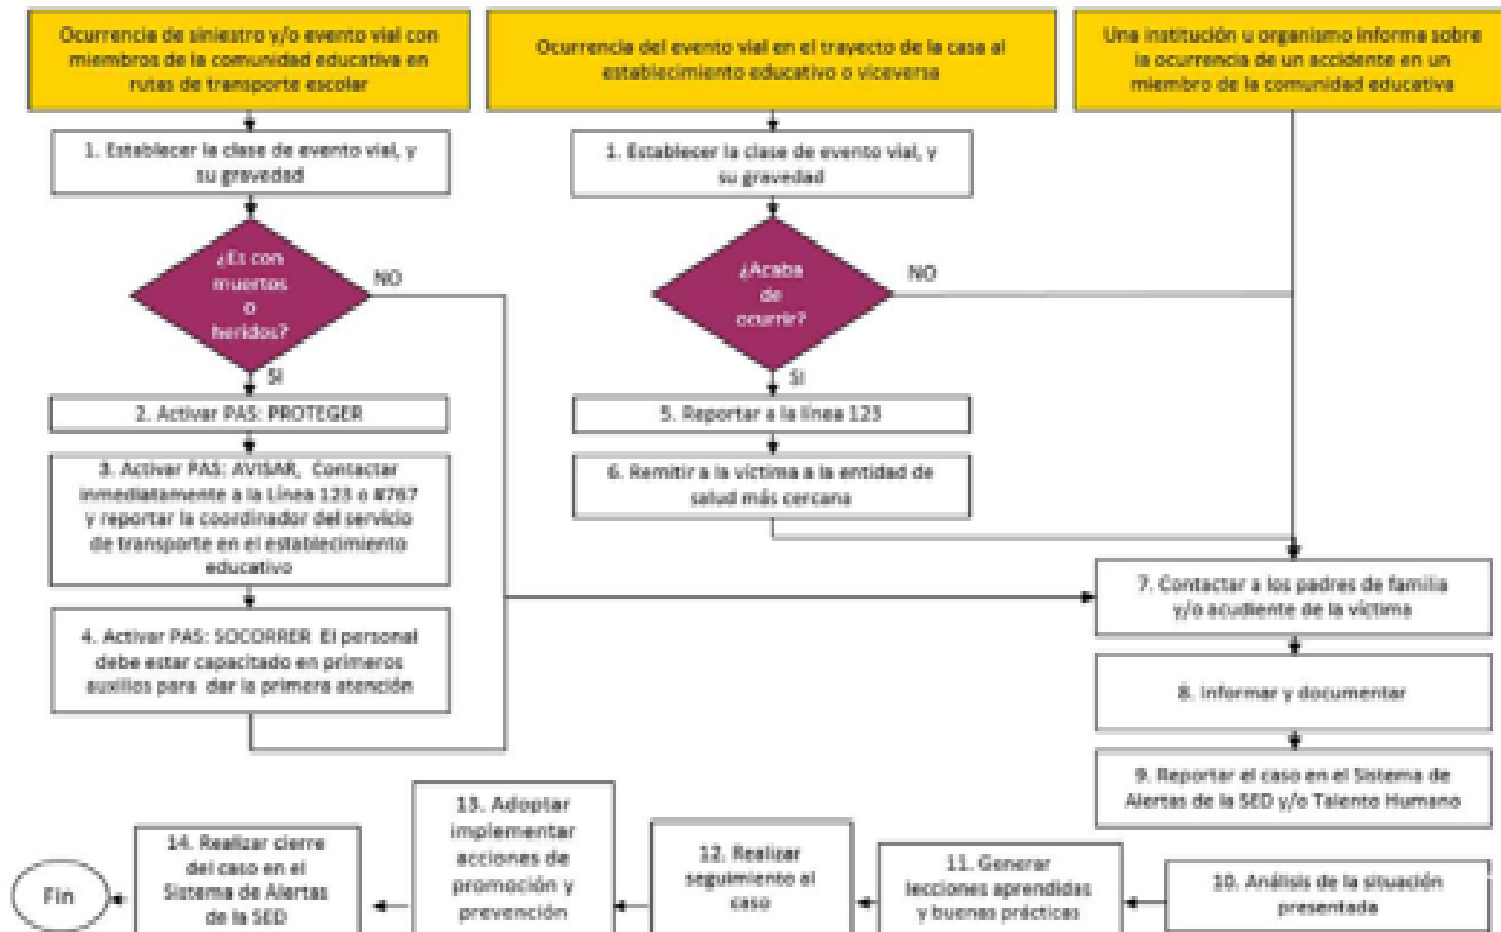 Ocurrencia de siniestro y/o evento vial con
miembros de la comunidad educativa en
rutas de transporte escolar
Ocurrencia del evento vial en el trayecto de la casa al
establecimiento educativo o viceversa
Una institución u organismo informa sobre
la ocurrencia de un accidente en un
miembro de la comunidad educativa
1. Establecer la clase de evento vial, y
su gravedad
1. Establecer la clase de evento vial, y
su gravedad
¿Es con
muertos
o
heridos?
NO
SI
¿Acaba
de
ocurrir?
NO
SI
2. Activar PAS: PROTEGER
3. Activar PAS: AVISAR, Contactar
inmediatamente a la Línea 123 o #767
y reportar la coordinador del servicio
de transporte en el establecimiento
educativo
4. Activar PAS: SOCORRER El personal
debe estar capacitado en primeros
auxilios para dar la primera atención
5. Reportar a la línea 123
6. Remitir a la víctima a la entidad de
salud más cercana
7. Contactar a los padres de familia
y/o acudiente de la víctima
8. Informar y documentar
9. Reportar el caso en el Sistema de
Alertas de la SED y/o Talento Humano
10. Análisis de la situación
presentada
11. Generar
lecciones aprendidas
y buenas prácticas
12. Realizar
seguimiento al
caso
13. Adoptar
implementar
acciones de
promoción y
prevención
14. Realizar cierre
del caso en el
Sistema de Alertas
de la SED
Fin